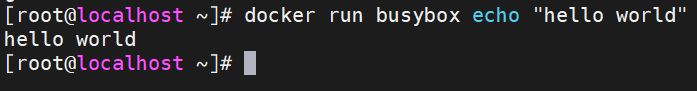 [root@localhost ~]# docker run busybox echo "hello world"
hello world
[root@localhost ~]#